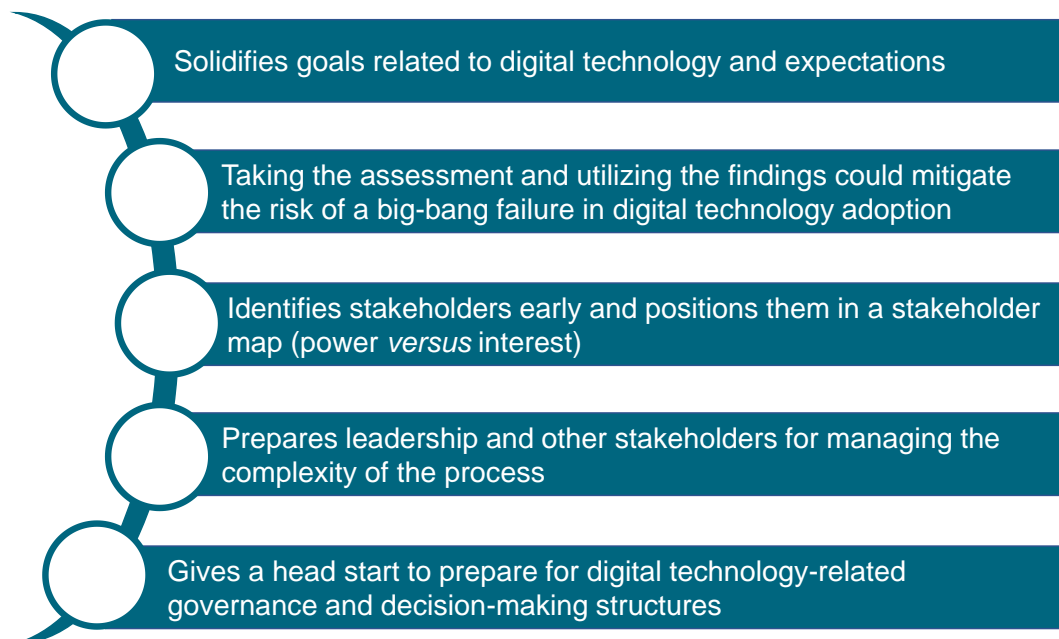 Solidifies goals related to digital technology and expectations
Taking the assessment and utilizing the findings could mitigate
the risk of a big-bang failure in digital technology adoption
Identifies stakeholders early and positions them in a stakeholder
map (power versus interest)
Prepares leadership and other stakeholders for managing the
complexity of the process
Gives a head start to prepare for digital technology-related
governance and decision-making structures